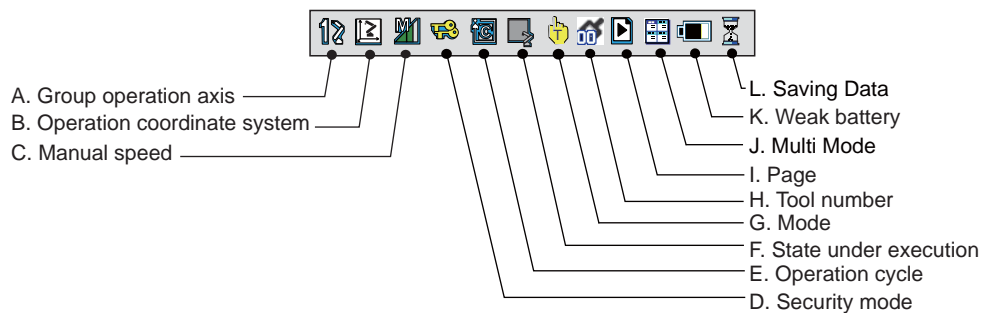 A. Group operation axis
B. Operation coordinate system
C. Manual speed
L. Saving Data
K. Weak battery
J. Multi Mode
I. Page
H. Tool number
G. Mode
F. State under execution
E. Operation cycle
D. Security mode
M
C
T
00